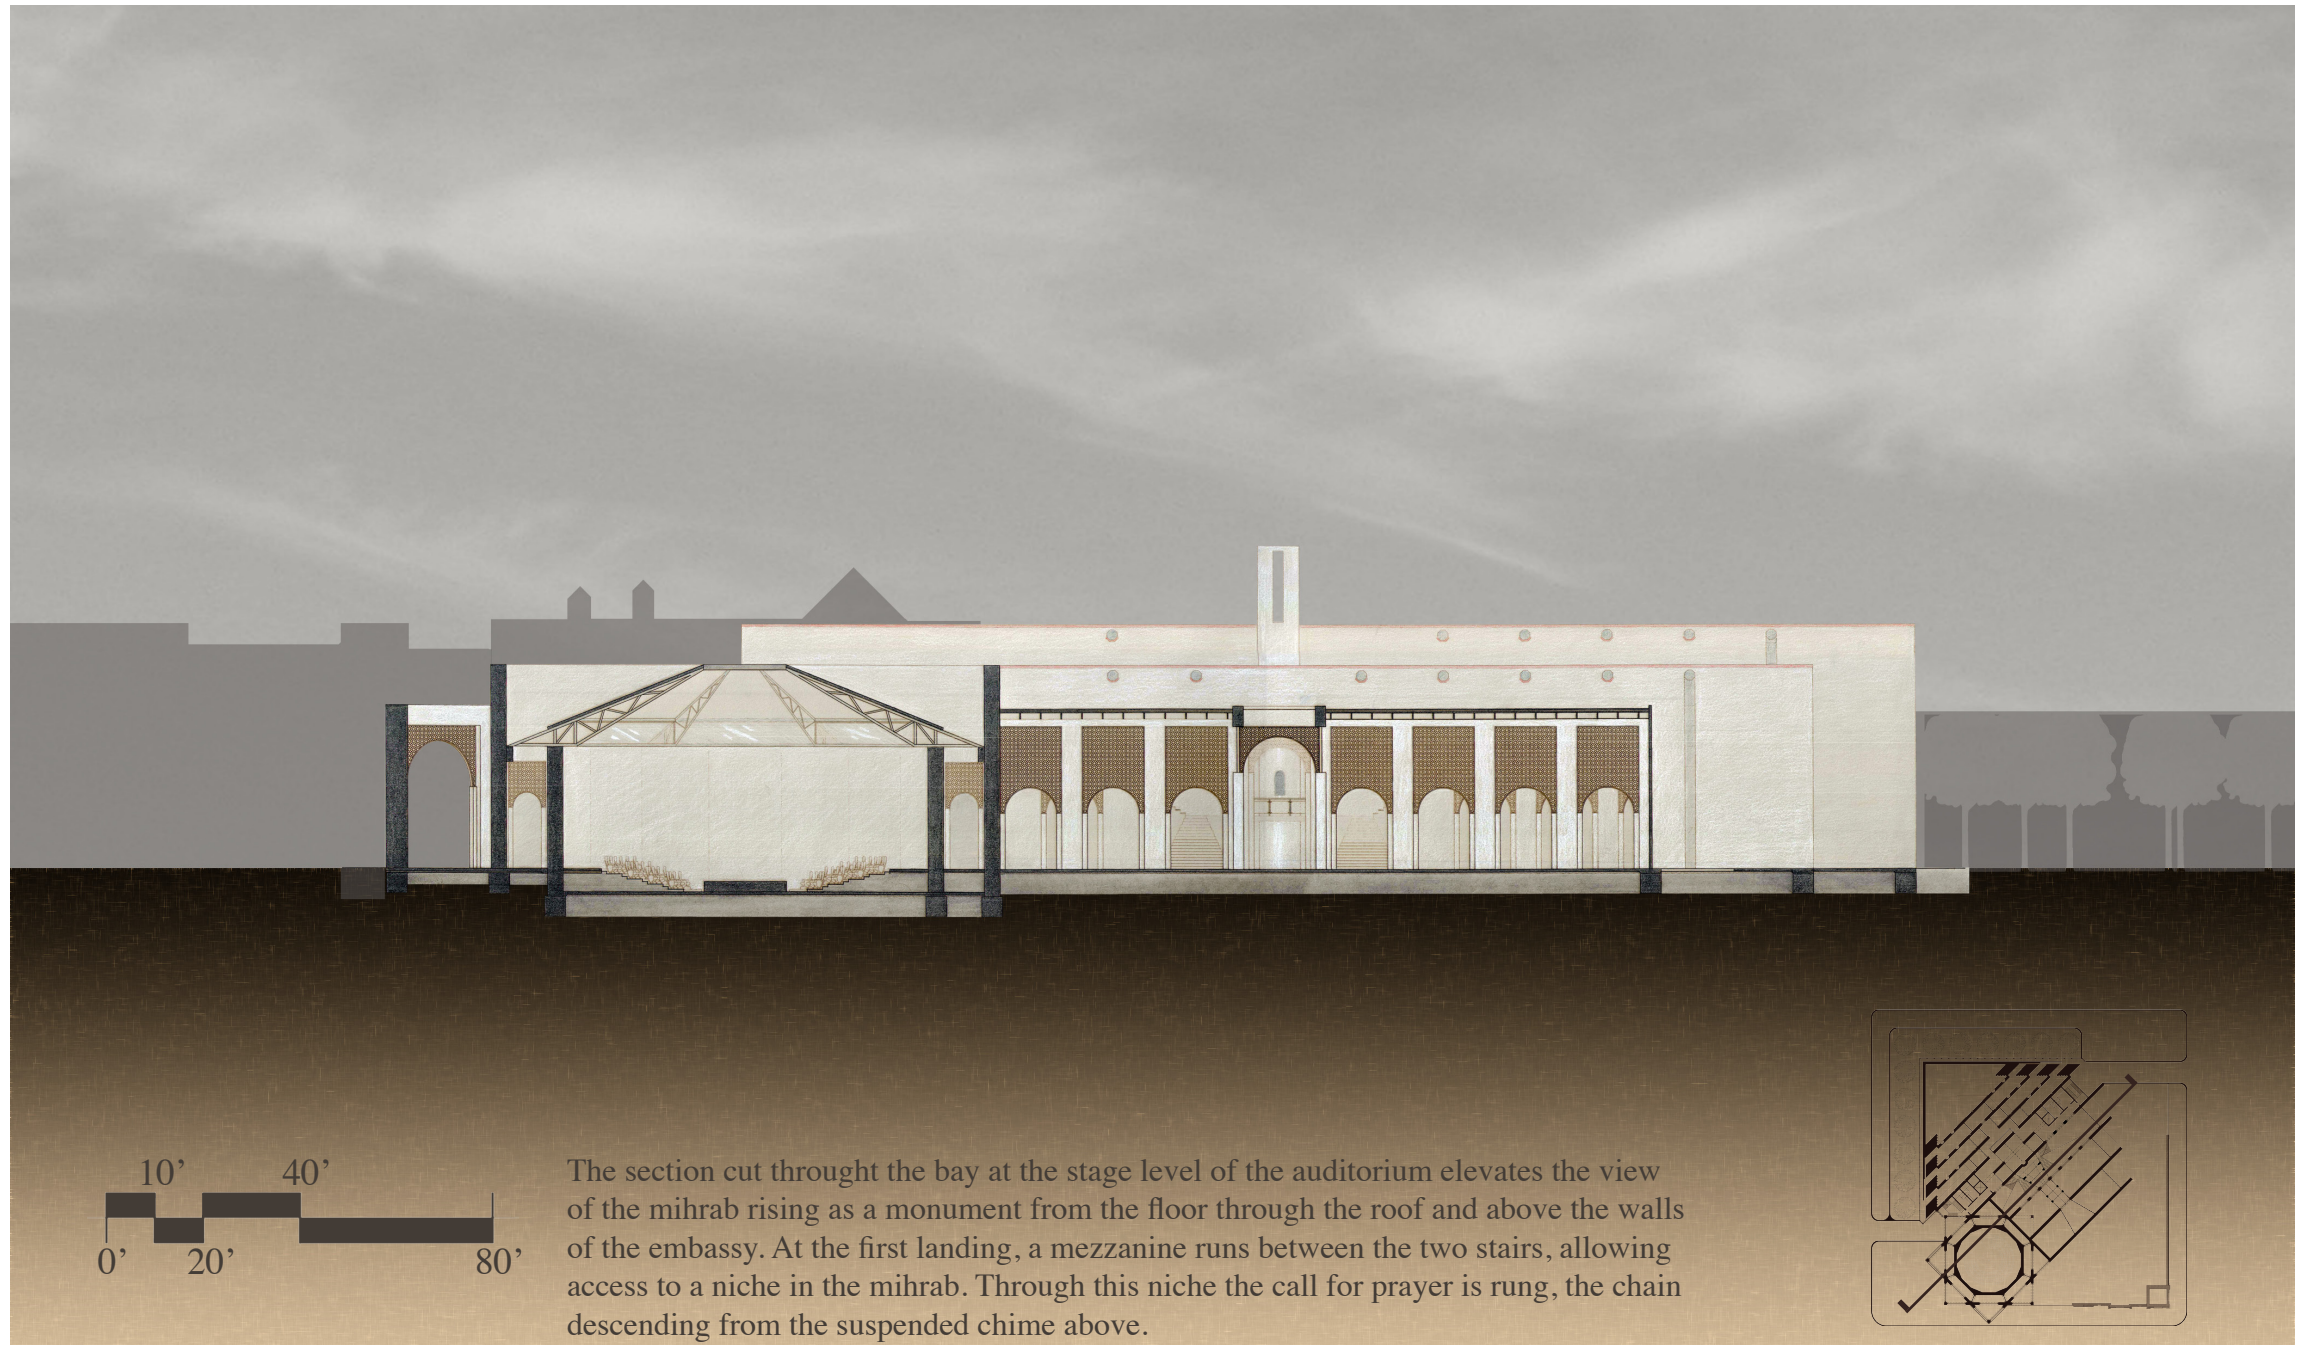 10’ 40’
0’ 20’ 80’
The section cut throught the bay at the stage level of the auditorium elevates the view
of the mihrab rising as a monument from the floor through the roof and above the walls
of the embassy. At the first landing, a mezzanine runs between the two stairs, allowing
access to a niche in the mihrab. Through this niche the call for prayer is rung, the chain
descending from the suspended chime above.